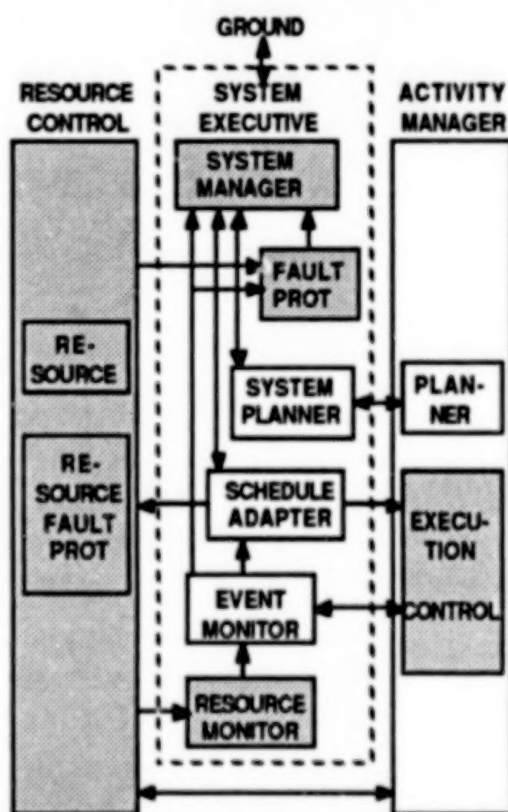 GROUND
RESOURCE
CONTROL
SYSTEM
EXECUTIVE
ACTIVITY
MANAGER
SYSTEM
MANAGER
FAULT
PROT
RE-
SOURCE
SYSTEM
PLANNER
PLAN-
NER
RE-
SOURCE
FAULT
PROT
SCHEDULE
ADAPTER
EXECU-
TION
CONTROL
EVENT
MONITOR
RESOURCE
MONITOR